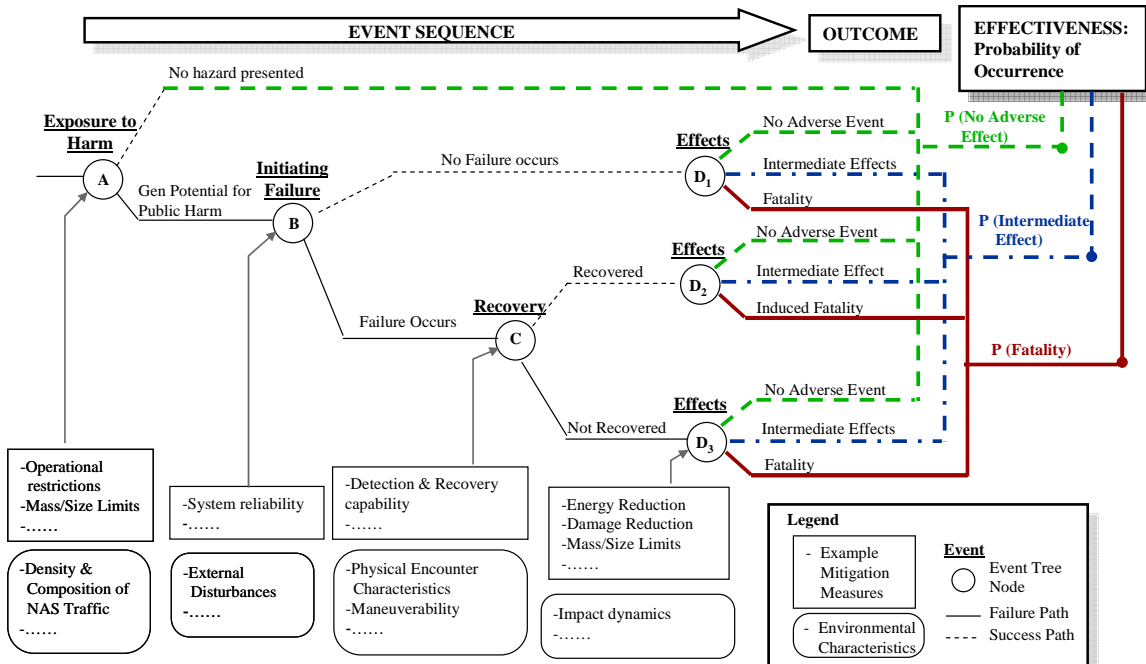 EVENT SEQUENCE
OUTCOME
EFFECTIVENESS:
Probability of
Occurrence
No hazard presented
Exposure to
Harm
A
Gen Potential for
Public Harm
Initiating
Failure
B
No Failure occurs
Failure Occurs
Recovery
C
Recovered
Not Recovered
Effects
D1
No Adverse Event
Intermediate Effects
Fatality
Effects
D2
No Adverse Event
Intermediate Effect
Induced Fatality
Effects
D3
No Adverse Event
Intermediate Effects
Fatality
P (No Adverse
Effect)
P (Intermediate
Effect)
P (Fatality)
-Operational
restrictions
-Mass/Size Limits
-……
-Density &
Composition of
NAS Traffic
-……
-System reliability
-……
-External
Disturbances
-……
-Detection & Recovery
capability
-……
-Physical Encounter
Characteristics
-Maneuverability
-……
-Energy Reduction
-Damage Reduction
-Mass/Size Limits
-……
-Impact dynamics
-……
Legend
- Example
Mitigation
Measures
- Environmental
Characteristics
Event
Event Tree
Node
Failure Path
Success Path